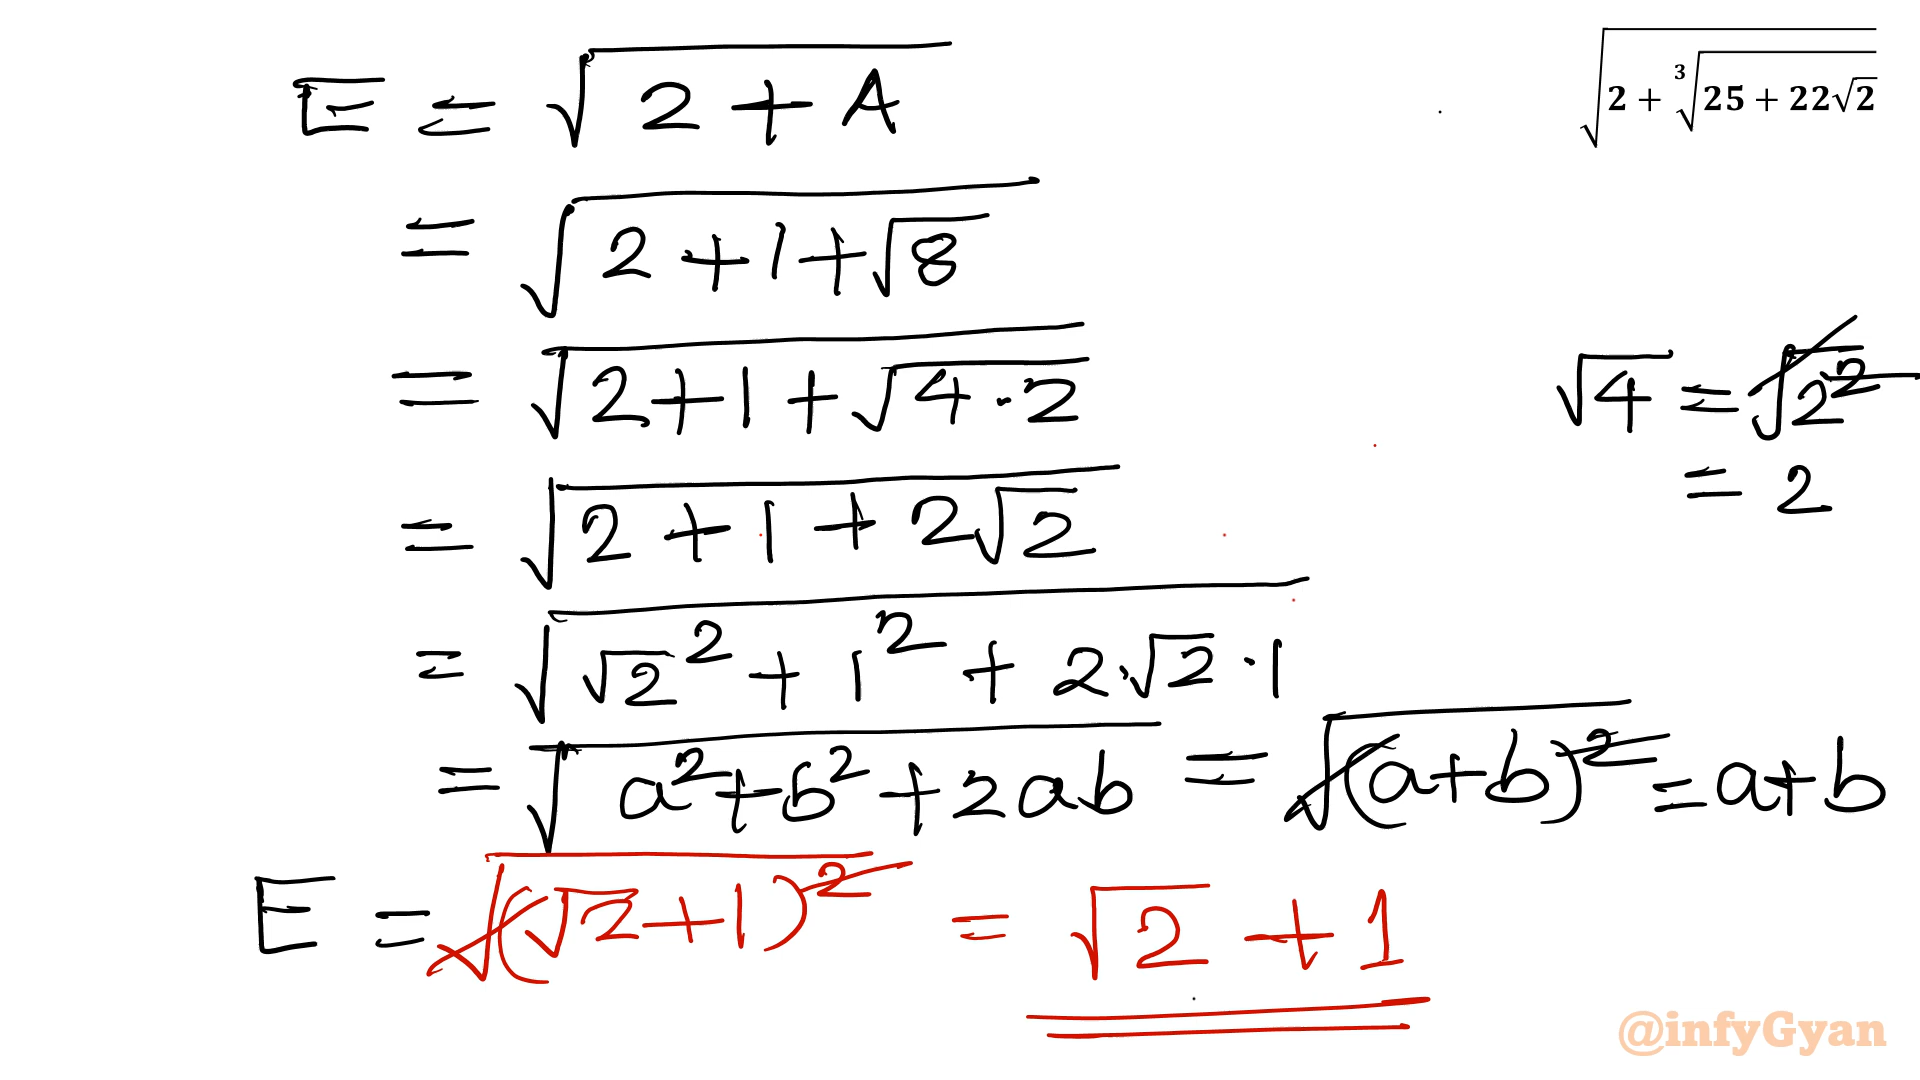 E = √(2 + A)
√(2 + ∛(25 + 22√2))
= √(2 + 1 + √8)
= √(2 + 1 + √(4 · 2))
√4 = √(2²)
= 2
= √(2 + 1 + 2√2)
= √(√2² + 1² + 2·√2 · 1)
= √(a² + b² + 2ab) = √((a+b)²) = a + b
E = √((√2 + 1)²) = √2 + 1
@infyGyan